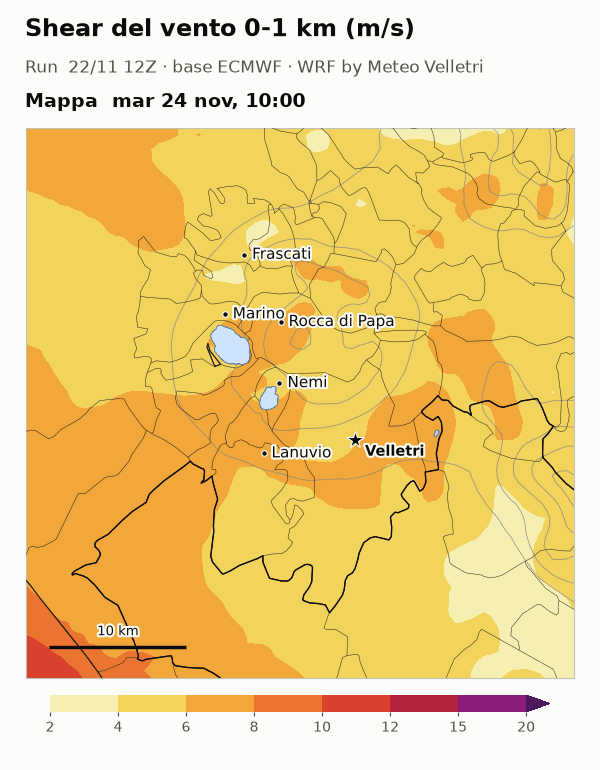 Shear del vento 0-1 km (m/s)
Run 22/11 12Z · base ECMWF · WRF by Meteo Velletri
Mappa mar 24 nov, 10:00
Frascati
Marino
Rocca di Papa
Nemi
Velletri
Lanuvio
10 km
2 4 6 8 10 12 15 20